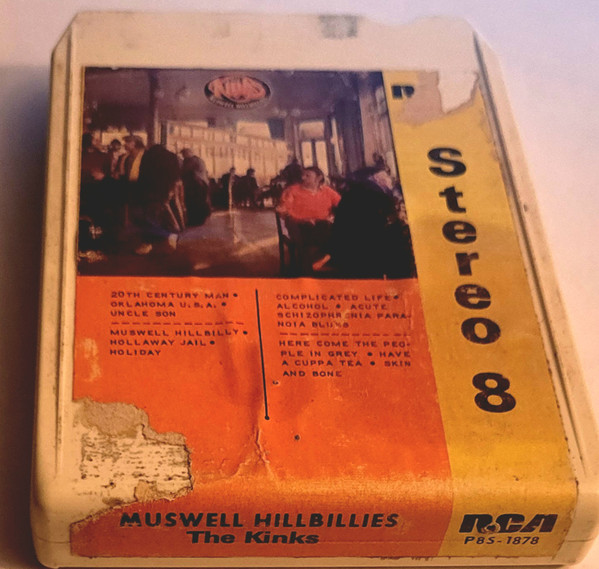 KINKS
Stereo 8
20TH CENTURY MAN •
OKLAHOMA U.S.A. •
UNCLE SON
MUSWELL HILLBILLY •
HOLLAWAY JAIL •
HOLIDAY
COMPLICATED LIFE •
ALCOHOL • ACUTE
SCHIZOPHRENIA PARA-
NOIA BLUES
HERE COME THE PEO-
PLE IN GREY • HAVE
A CUPPA TEA • SKIN
AND BONE
MUSWELL HILLBILLIES
The Kinks
RCA
P8S-1878